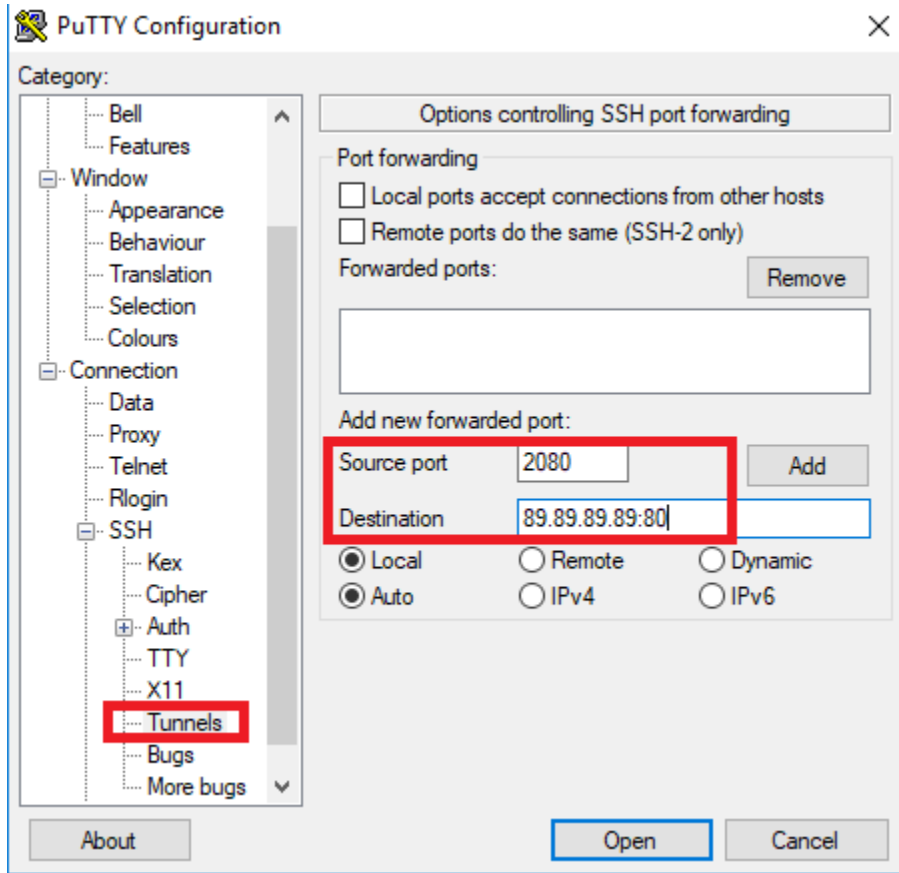 PuTTY Configuration
Category:
Bell
Features
Window
Appearance
Behaviour
Translation
Selection
Colours
Connection
Data
Proxy
Telnet
Rlogin
SSH
Kex
Cipher
Auth
TTY
X11
Tunnels
Bugs
More bugs
Options controlling SSH port forwarding
Port forwarding
Local ports accept connections from other hosts
Remote ports do the same (SSH-2 only)
Forwarded ports:
Remove
Add new forwarded port:
Source port 2080 Add
Destination 89.89.89.89:80
Local Remote Dynamic
Auto IPv4 IPv6
About Open Cancel